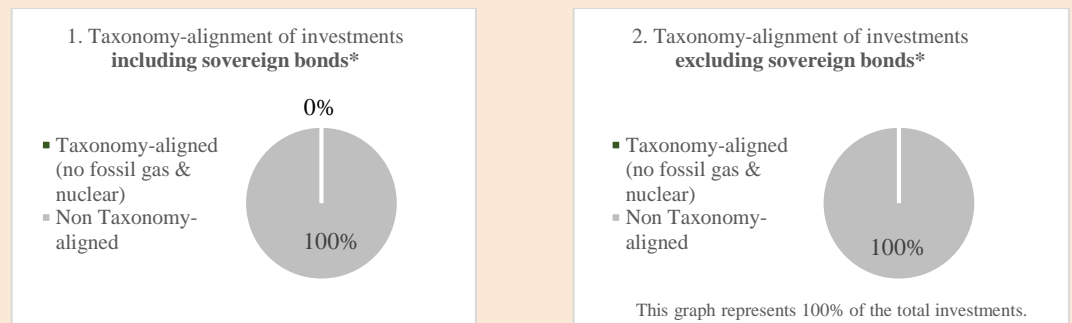 1. Taxonomy-alignment of investments
including sovereign bonds*
0%
Taxonomy-aligned
(no fossil gas &
nuclear)
Non Taxonomy-
aligned
100%
2. Taxonomy-alignment of investments
excluding sovereign bonds*
Taxonomy-aligned
(no fossil gas &
nuclear)
Non Taxonomy-
aligned
100%
This graph represents 100% of the total investments.